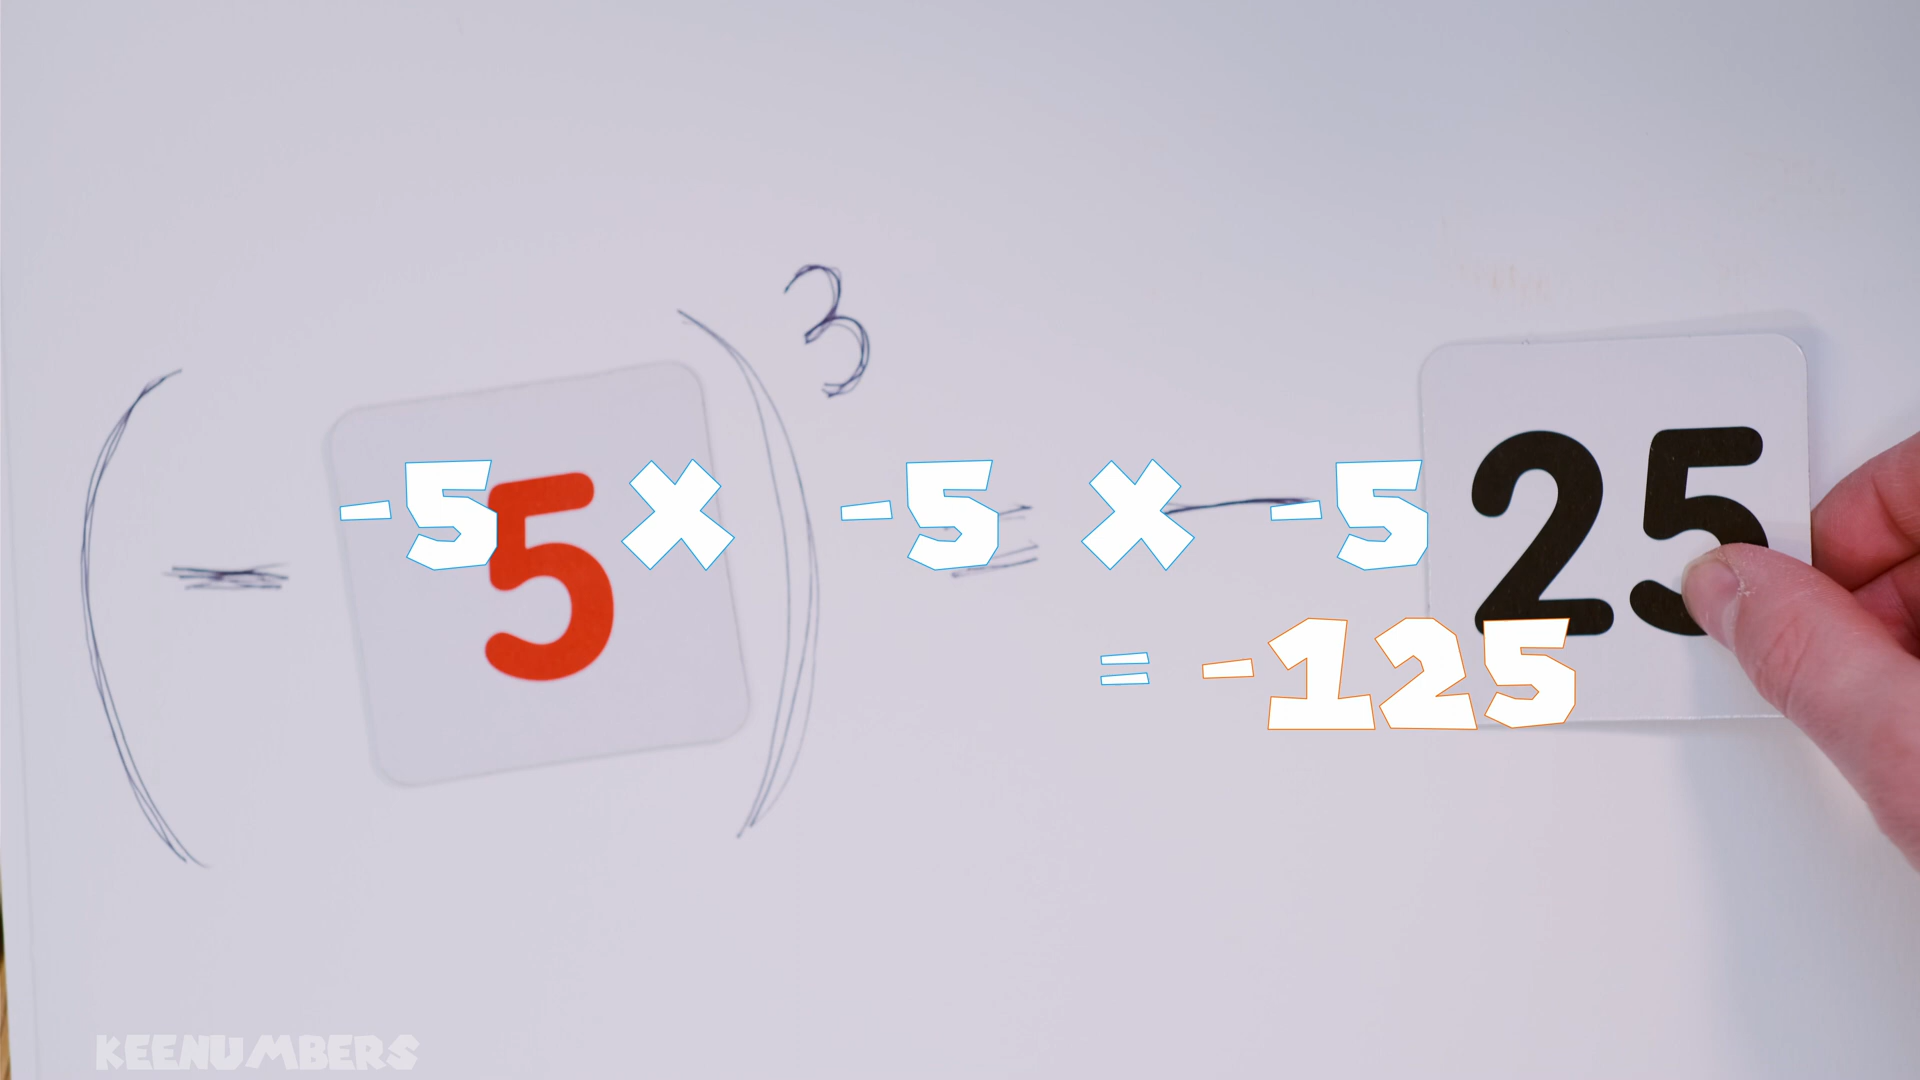 (-5)³ = - 25
-5 × -5 × -5
= -125
KEENUMBERS